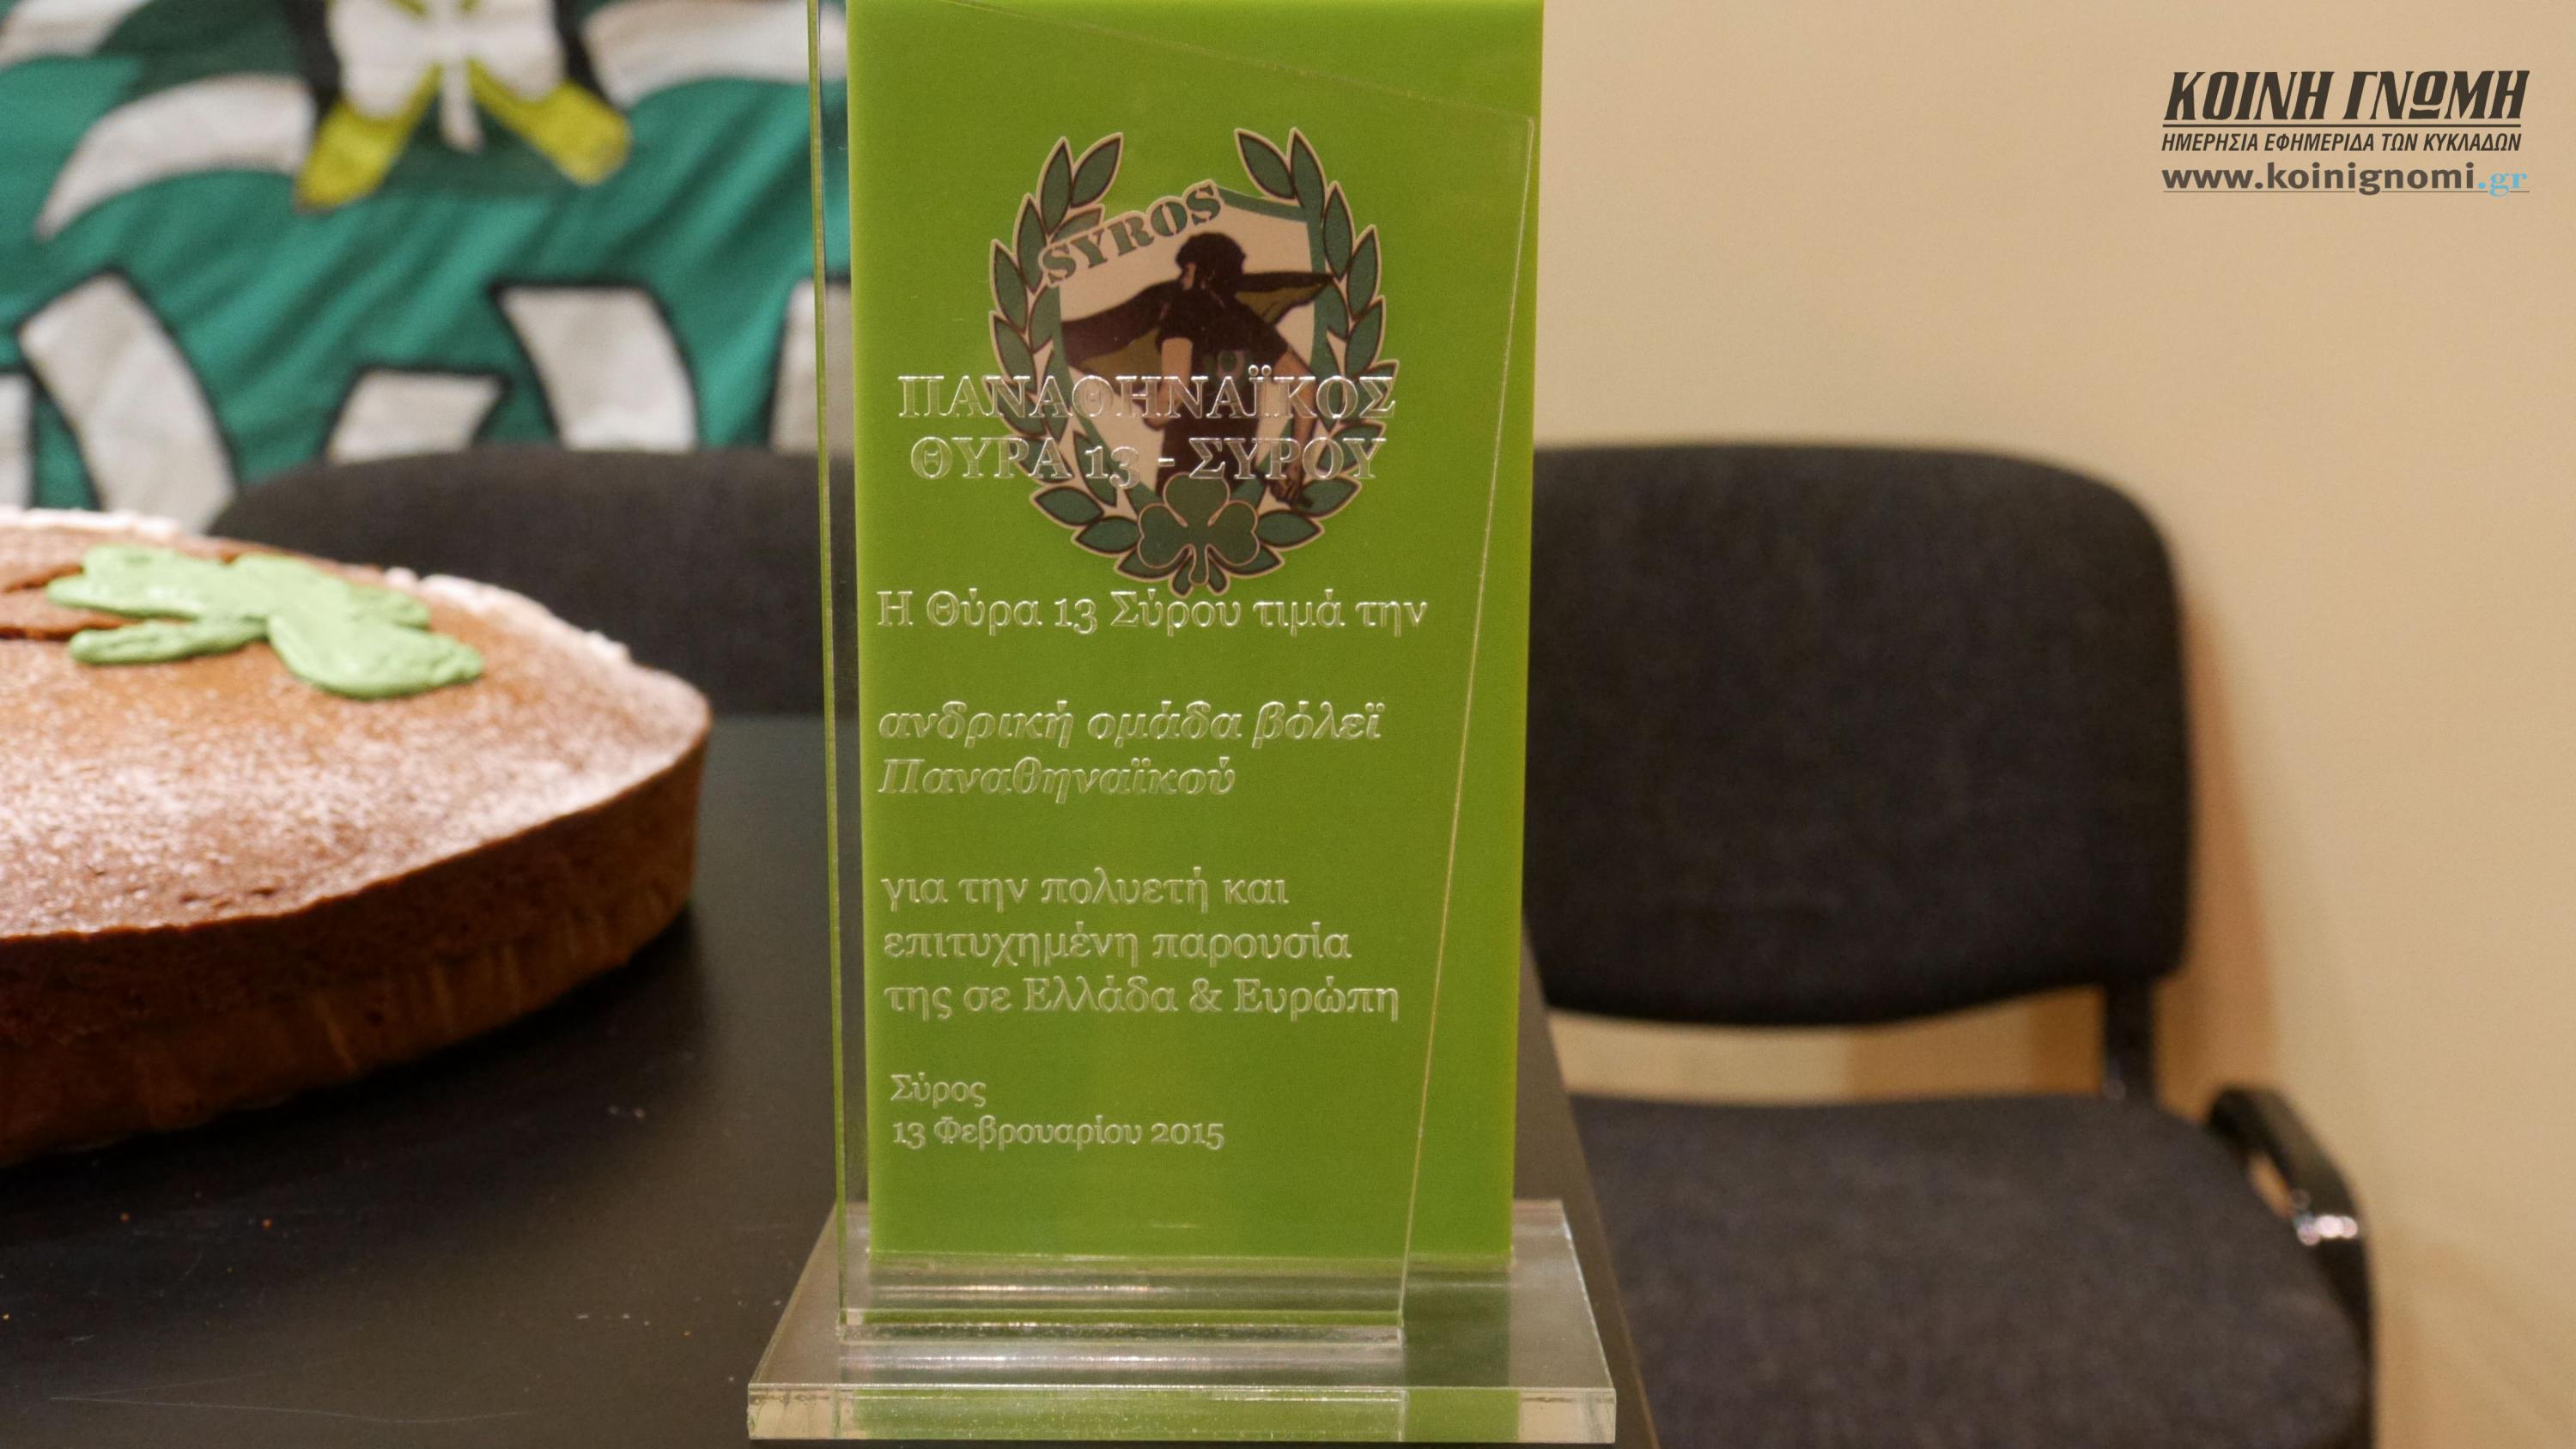 ΚΟΙΝΗ ΓΝΩΜΗ
ΗΜΕΡΗΣΙΑ ΕΦΗΜΕΡΙΔΑ ΤΩΝ ΚΥΚΛΑΔΩΝ
www.koinignomi.gr
SYROS
ΠΑΝΑΘΗΝΑΪΚΟΣ
ΘΥΡΑ 13 - ΣΥΡΟΥ
Η Θύρα 13 Σύρου τιμά την
ανδρική ομάδα βόλεϊ
Παναθηναϊκού
για την πολυετή και
επιτυχημένη παρουσία
της σε Ελλάδα & Ευρώπη
Σύρος
13 Φεβρουαρίου 2015